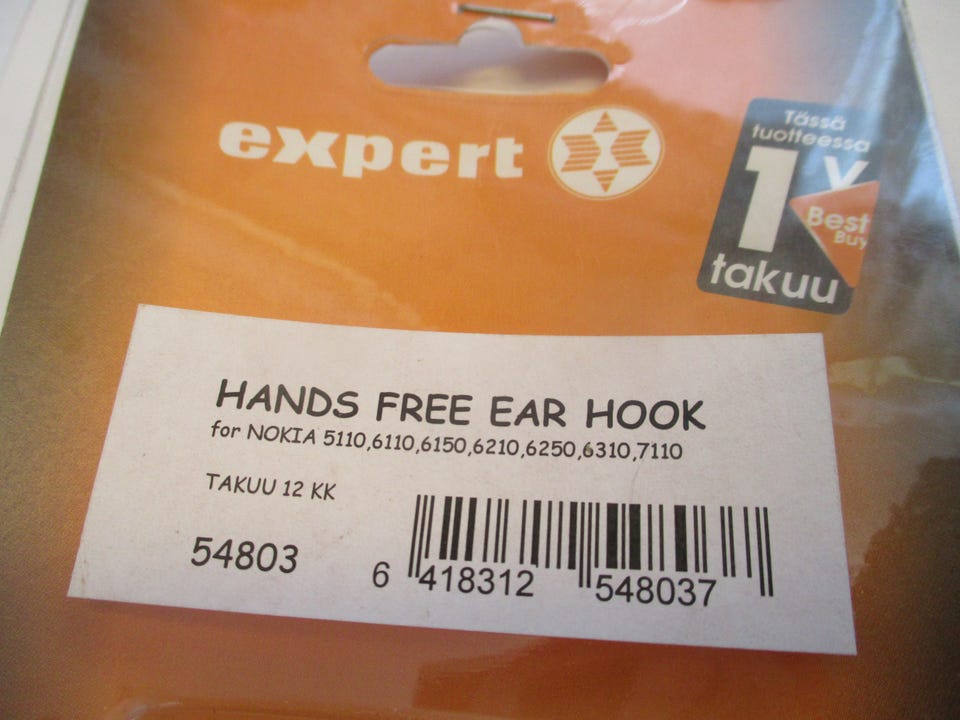 expert
Tässä
tuotteessa
1 V
Best
Buy
takuu
HANDS FREE EAR HOOK
for NOKIA 5110,6110,6150,6210,6250,6310,7110
TAKUU 12 KK
54803
6 418312 548037